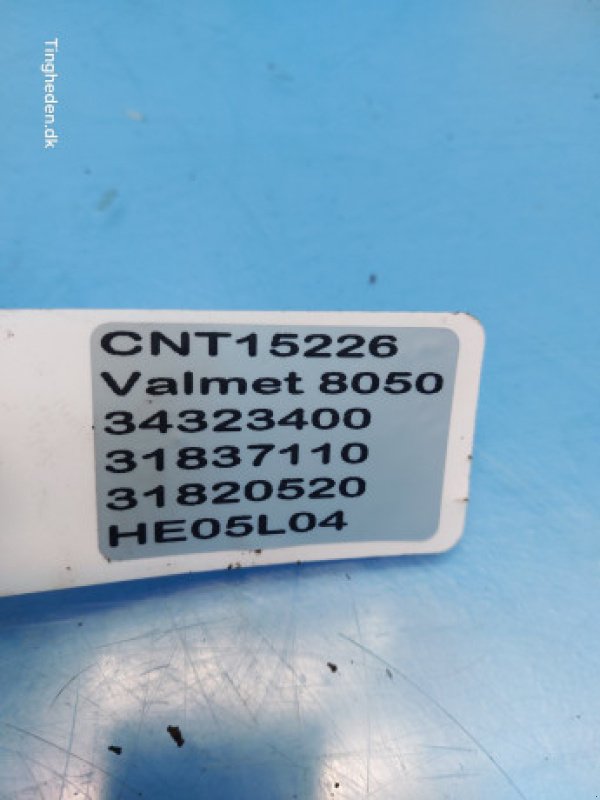 Tingheden.dk
CNT15226
Valmet 8050
34323400
31837110
31820520
HE05L04